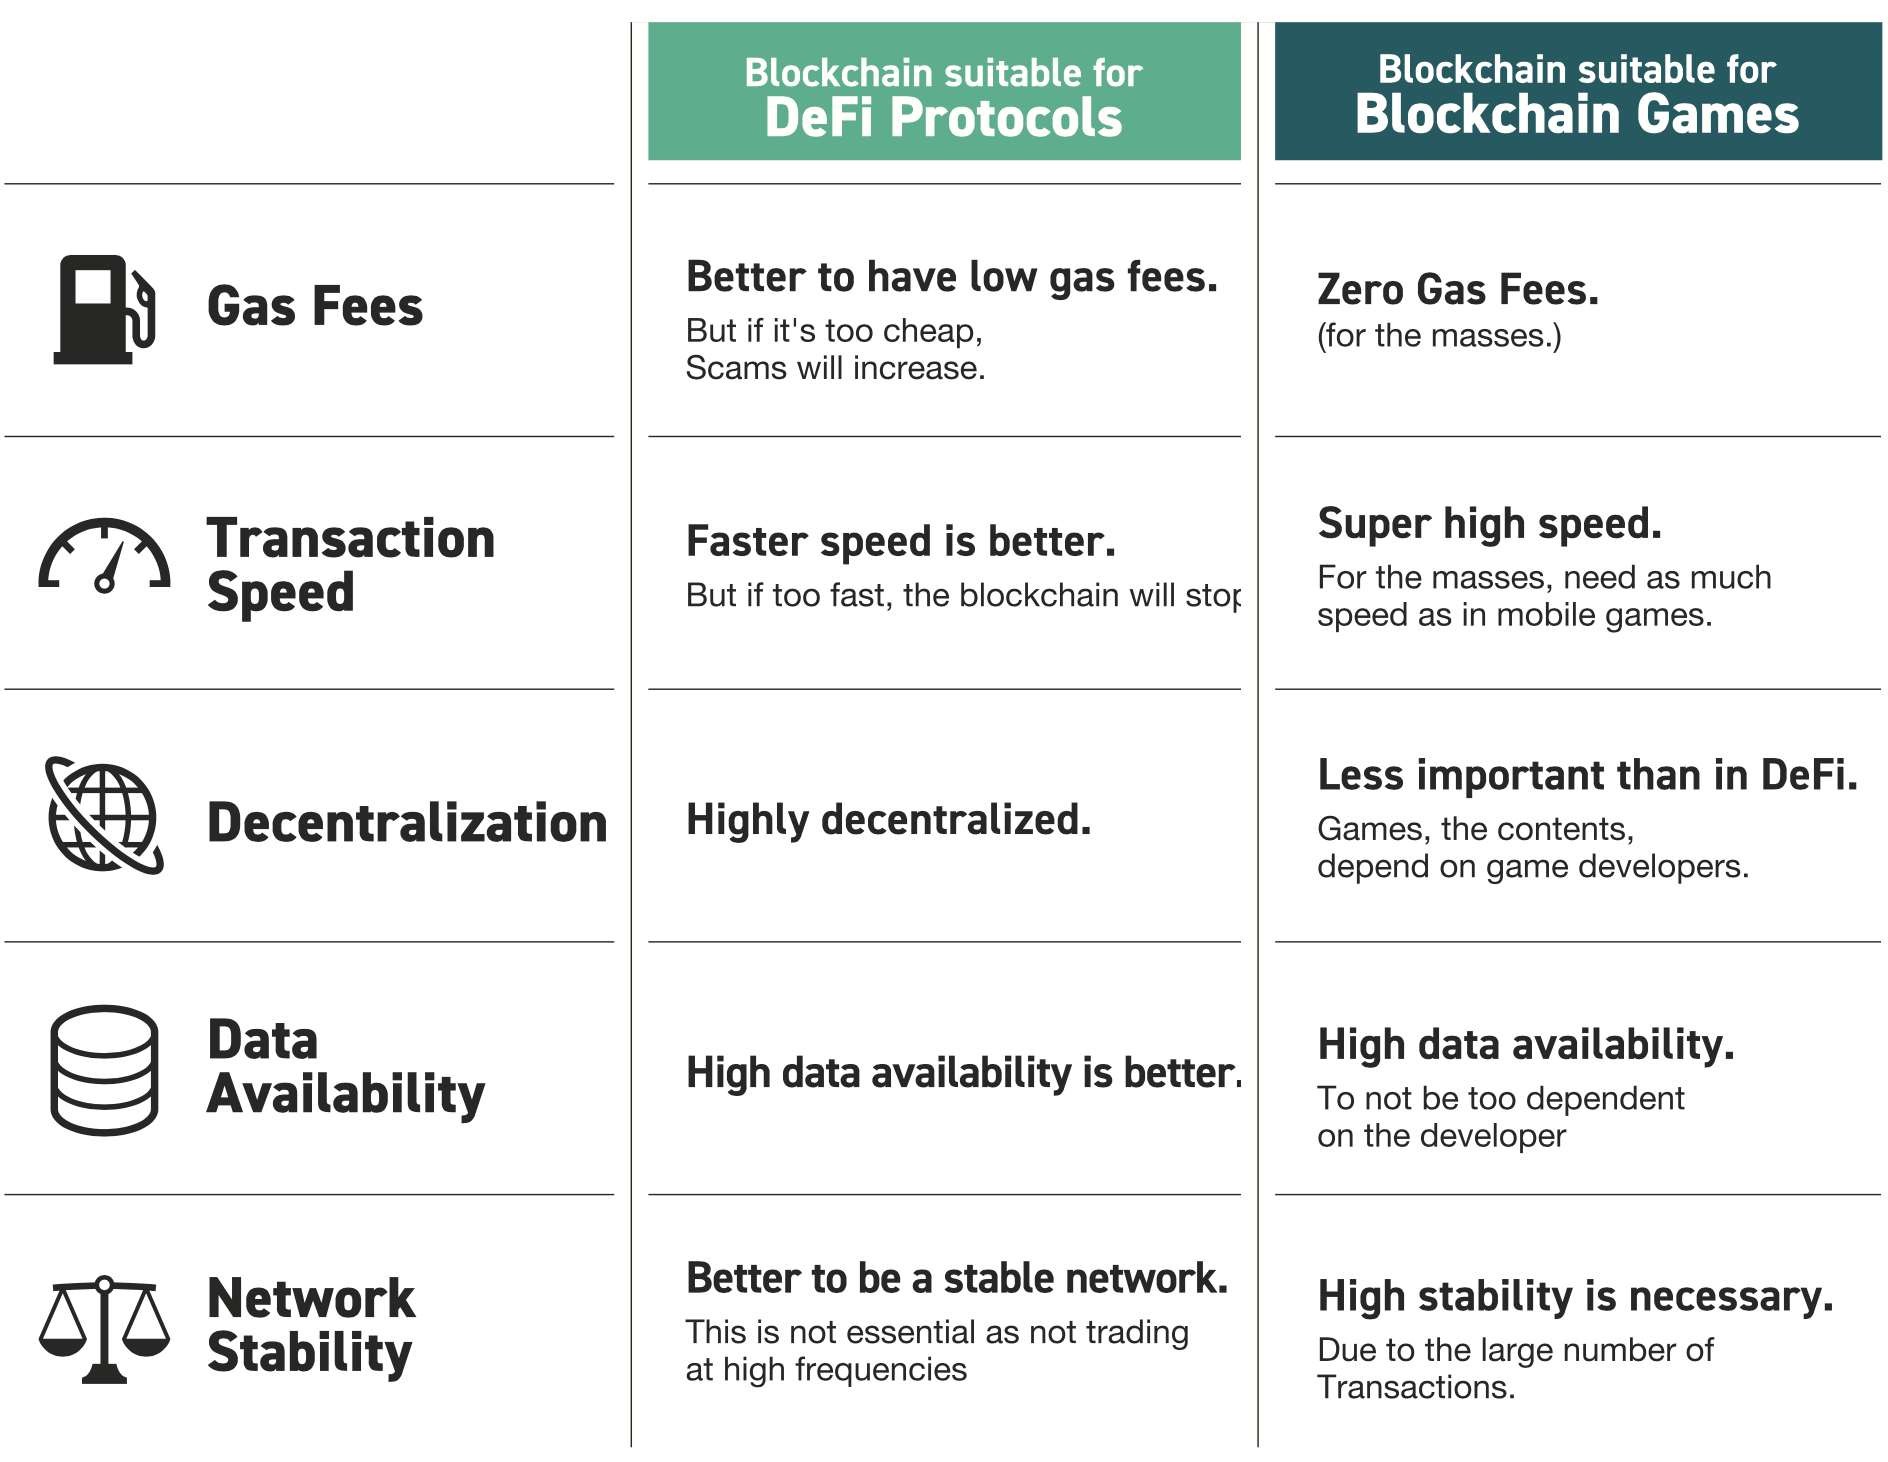 Blockchain suitable for
DeFi Protocols
Blockchain suitable for
Blockchain Games
Gas Fees
Better to have low gas fees.
But if it's too cheap,
Scams will increase.
Zero Gas Fees.
(for the masses.)
Transaction
Speed
Faster speed is better.
But if too fast, the blockchain will stop
Super high speed.
For the masses, need as much
speed as in mobile games.
Decentralization
Highly decentralized.
Less important than in DeFi.
Games, the contents,
depend on game developers.
Data
Availability
High data availability is better.
High data availability.
To not be too dependent
on the developer
Network
Stability
Better to be a stable network.
This is not essential as not trading
at high frequencies
High stability is necessary.
Due to the large number of
Transactions.